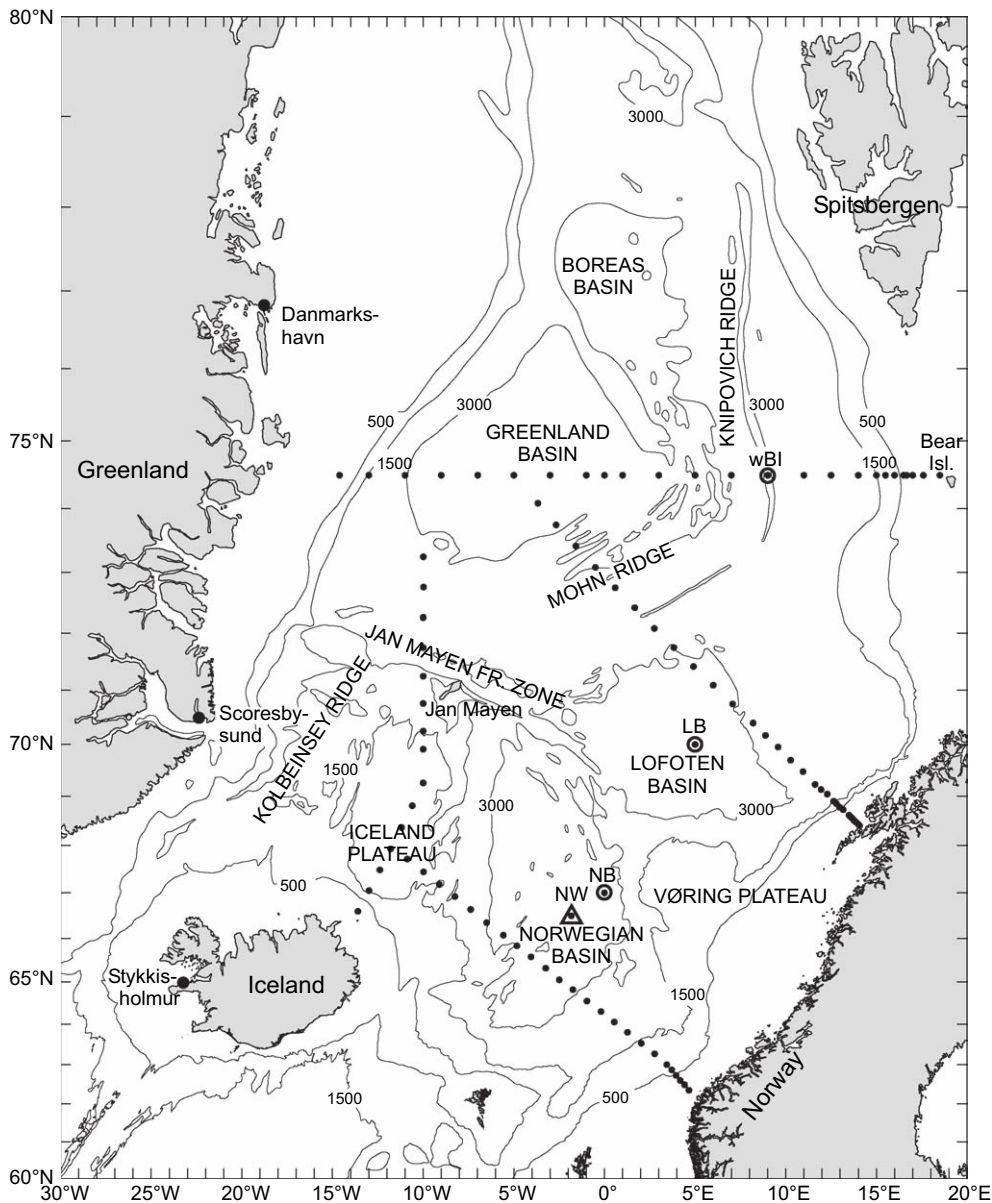 80°N
3000
Spitsbergen
BOREAS
BASIN
KNIPOVICH RIDGE
Danmarks-
havn
500
3000
3000
500
75°N
GREENLAND
BASIN
Bear
Isl.
Greenland
1500
wBI
1500
MOHN RIDGE
JAN MAYEN FR. ZONE
KOLBEINSEY RIDGE
Jan Mayen
Scoresby-
sund
LB
70°N
LOFOTEN
BASIN
1500
3000
3000
ICELAND
PLATEAU
500
NB
NW
VØRING PLATEAU
NORWEGIAN
BASIN
65°N
Stykkis-
holmur
Iceland
1500
Norway
1500
500
60°N
30°W 25°W 20°W 15°W 10°W 5°W 0° 5°E 10°E 15°E 20°E